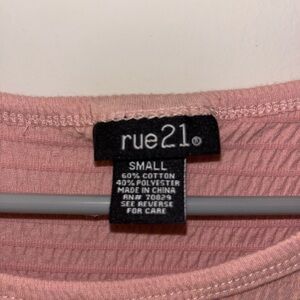 rue21®
SMALL
60% COTTON
40% POLYESTER
MADE IN CHINA
RN# 70829
SEE REVERSE
FOR CARE